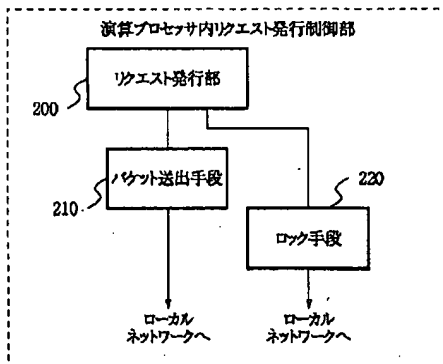 演算プロセッサ内リクエスト発行制御部
リクエスト発行部
200
パケット送出手段
210
220
ロック手段
ローカル
ネットワークへ
ローカル
ネットワークへ